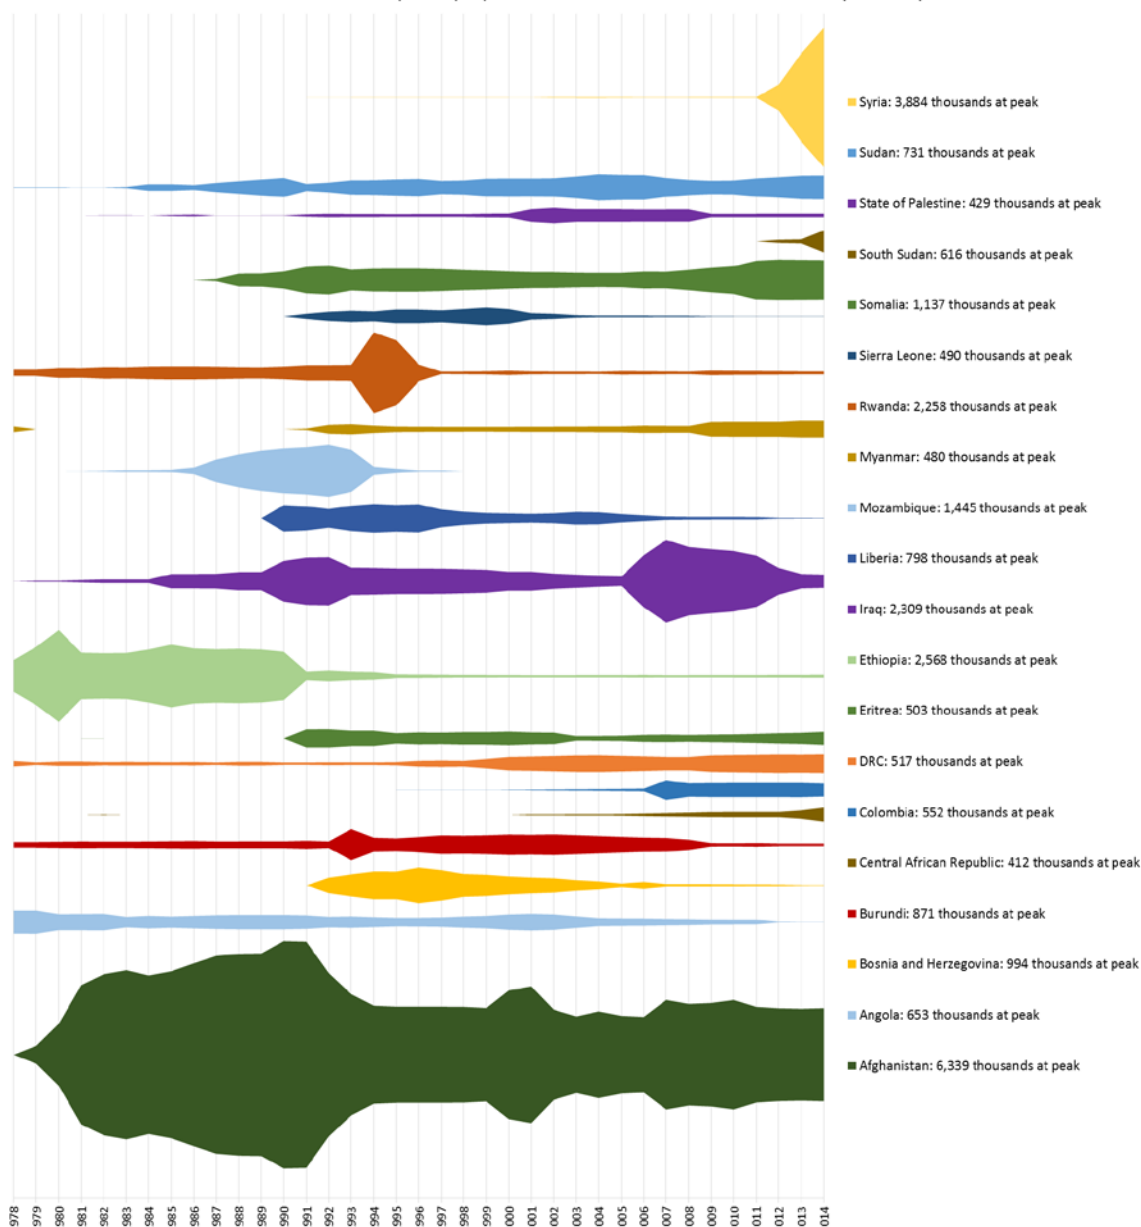 Syria: 3,884 thousands at peak
Sudan: 731 thousands at peak
State of Palestine: 429 thousands at peak
South Sudan: 616 thousands at peak
Somalia: 1,137 thousands at peak
Sierra Leone: 490 thousands at peak
Rwanda: 2,258 thousands at peak
Myanmar: 480 thousands at peak
Mozambique: 1,445 thousands at peak
Liberia: 798 thousands at peak
Iraq: 2,309 thousands at peak
Ethiopia: 2,568 thousands at peak
Eritrea: 503 thousands at peak
DRC: 517 thousands at peak
Colombia: 552 thousands at peak
Central African Republic: 412 thousands at peak
Burundi: 871 thousands at peak
Bosnia and Herzegovina: 994 thousands at peak
Angola: 653 thousands at peak
Afghanistan: 6,339 thousands at peak
978 979 980 981 982 983 984 985 986 987 988 989 990 991 992 993 994 995 996 997 998 999 000 001 002 003 004 005 006 007 008 009 010 011 012 013 014